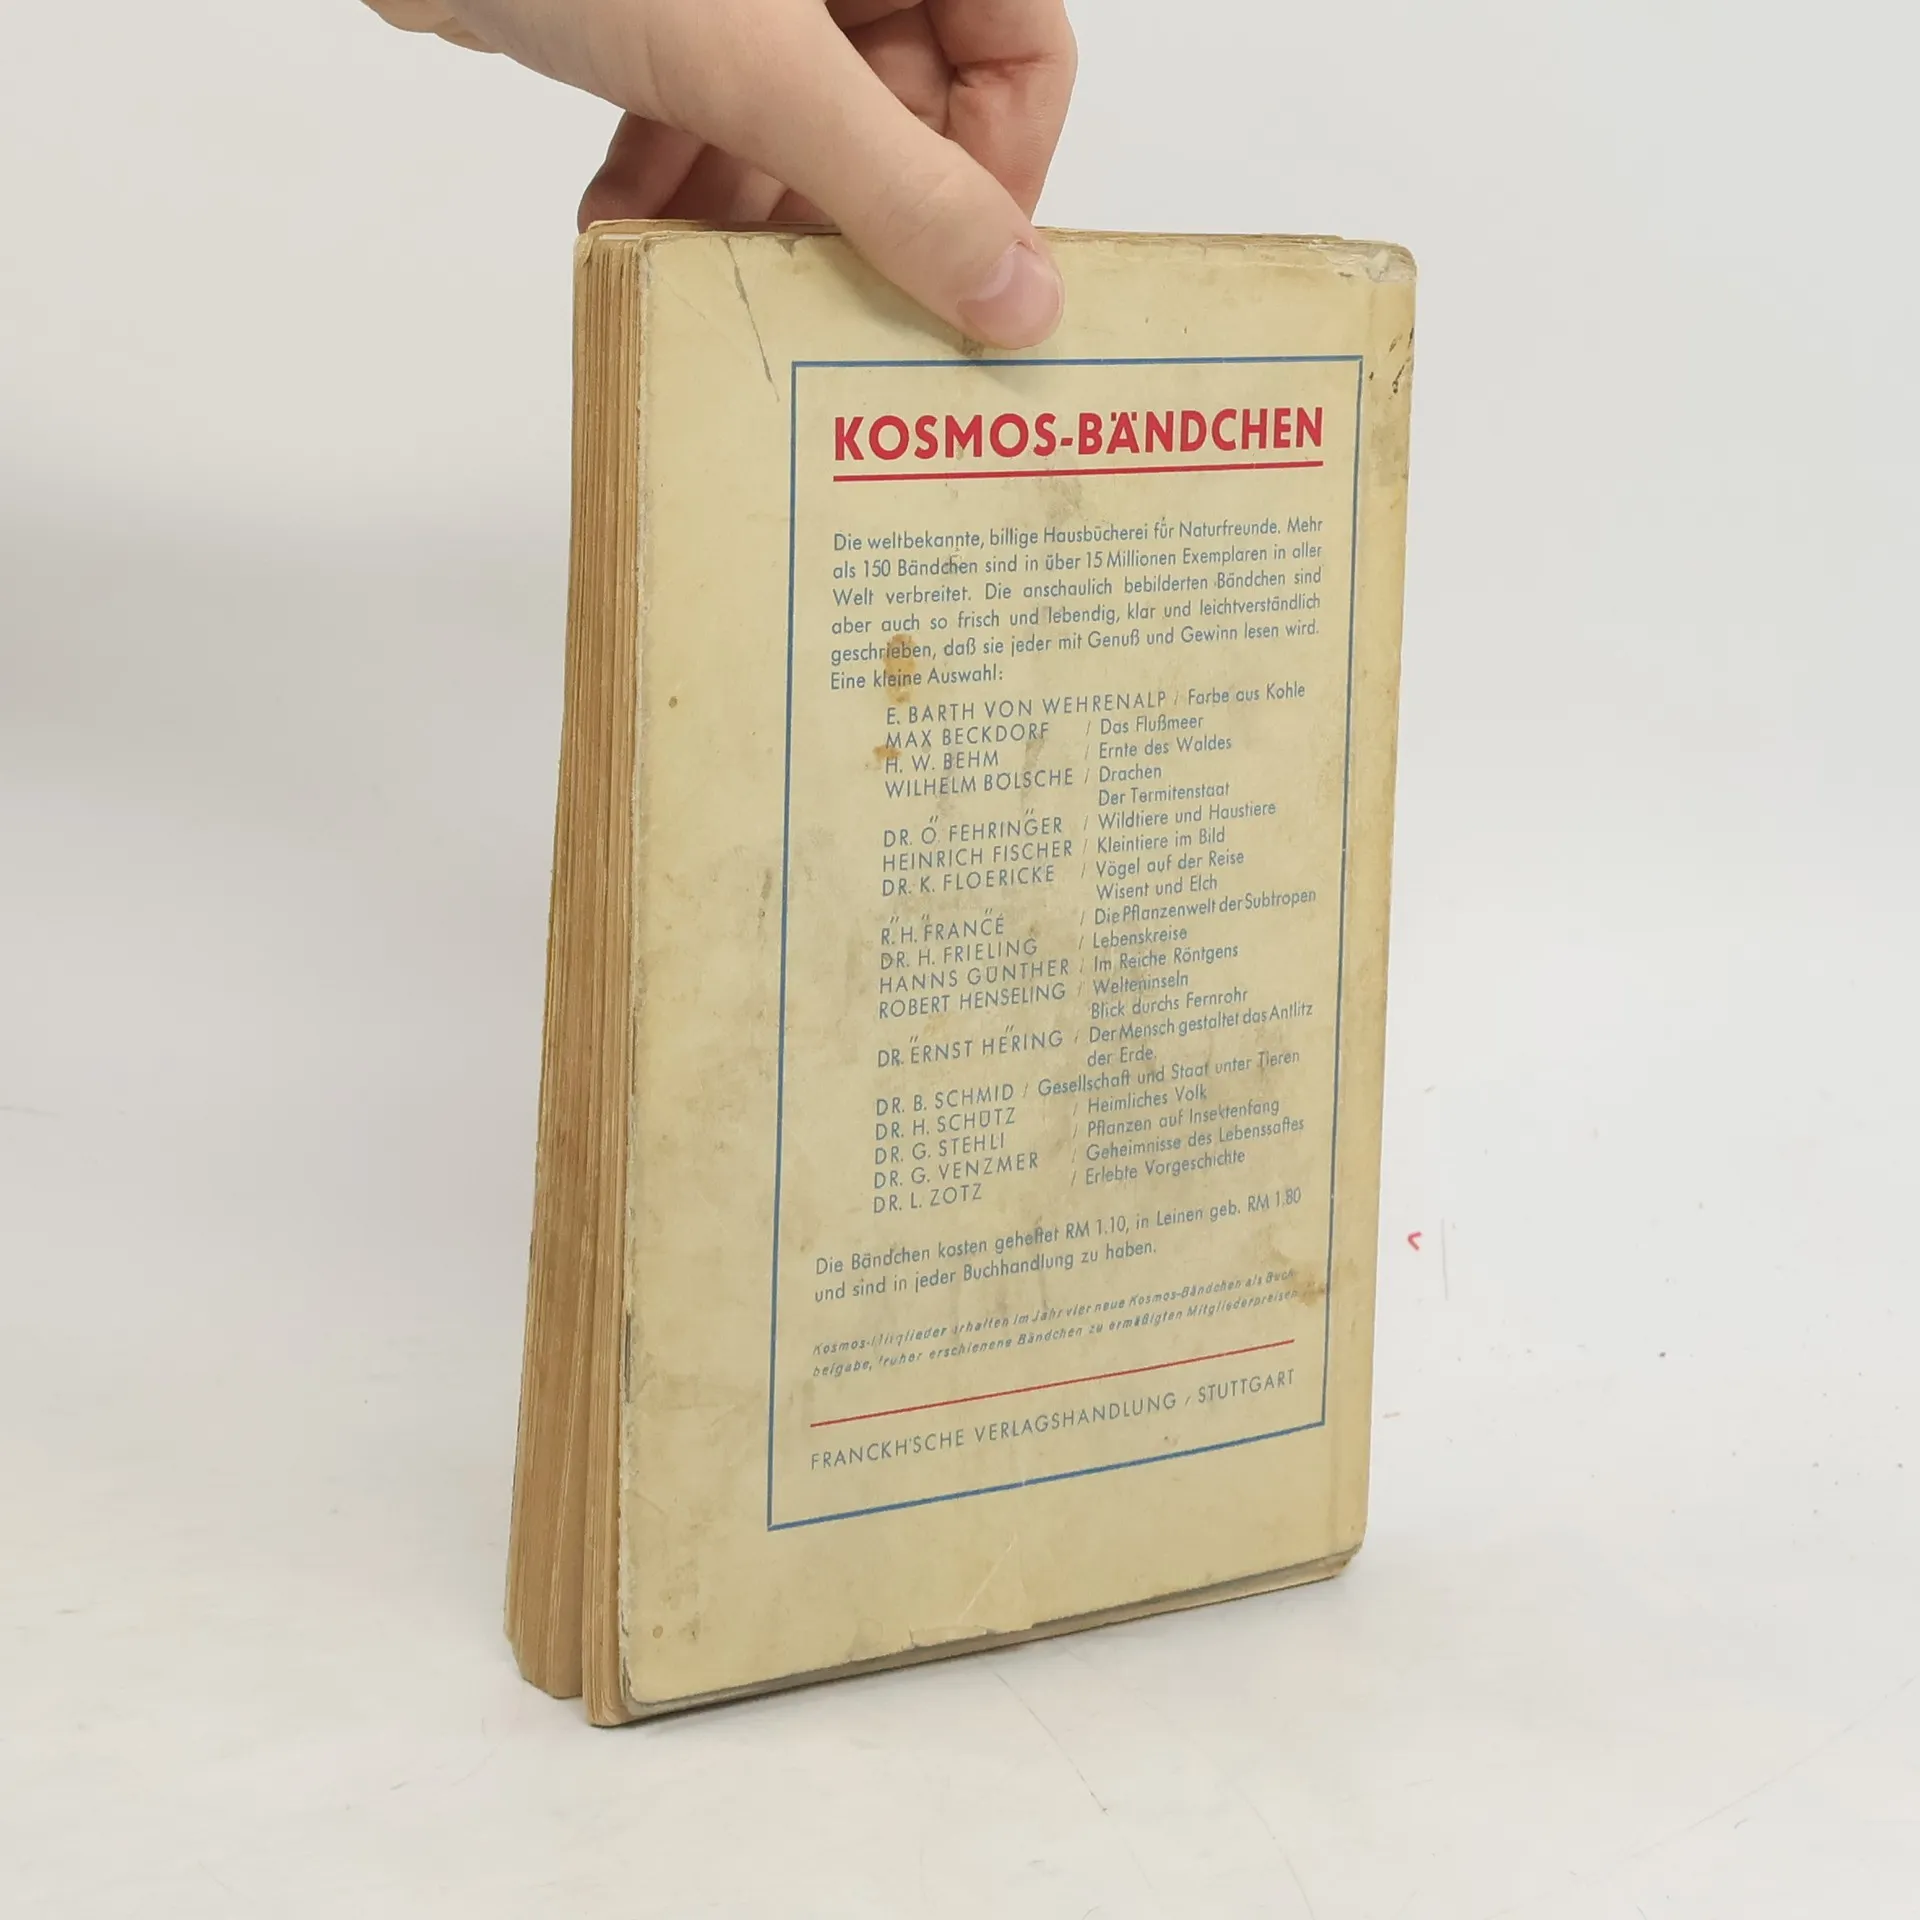 KOSMOS-BÄNDCHEN
Die weltbekannte, billige Hausbücherei für Naturfreunde. Mehr
als 150 Bändchen sind in über 15 Millionen Exemplaren in aller
Welt verbreitet. Die anschaulich bebilderten Bändchen sind
aber auch so frisch und lebendig, klar und leichtverständlich
geschrieben, daß sie jeder mit Genuß und Gewinn lesen wird.
Eine kleine Auswahl:
E. BARTH VON WEHRENALP / Farbe aus Kohle
MAX BECKDORF / Das Flußmeer
H. W. BEHM / Ernte des Waldes
WILHELM BÖLSCHE / Drachen
" " Der Termitenstaat
DR. O. FEHRINGER / Wildtiere und Haustiere
HEINRICH FISCHER / Kleintiere im Bild
DR. K. FLOERICKE / Vögel auf der Reise
" " " Wisent und Elch
R. H. FRANCÉ / Die Pflanzenwelt der Subtropen
DR. H. FRIELING / Lebenskreise
HANNS GÜNTHER / Im Reiche Röntgens
ROBERT HENSELING / Welteninseln
" " Blick durchs Fernrohr
DR. ERNST HERING / Der Mensch gestaltet das Antlitz
der Erde.
DR. B. SCHMID / Gesellschaft und Staat unter Tieren
DR. H. SCHÜTZ / Heimliches Volk
DR. G. STEHLI / Pflanzen auf Insektenfang
DR. G. VENZMER / Geheimnisse des Lebenssaftes
DR. L. ZOTZ / Erlebte Vorgeschichte
Die Bändchen kosten geheftet RM 1.10, in Leinen geb. RM 1.80
und sind in jeder Buchhandlung zu haben.
Kosmos-Mitglieder erhalten im Jahr vier neue Kosmos-Bändchen als Buch-
beigabe, früher erschienene Bändchen zu ermäßigten Mitgliederpreisen
FRANCKH'SCHE VERLAGSHANDLUNG / STUTTGART